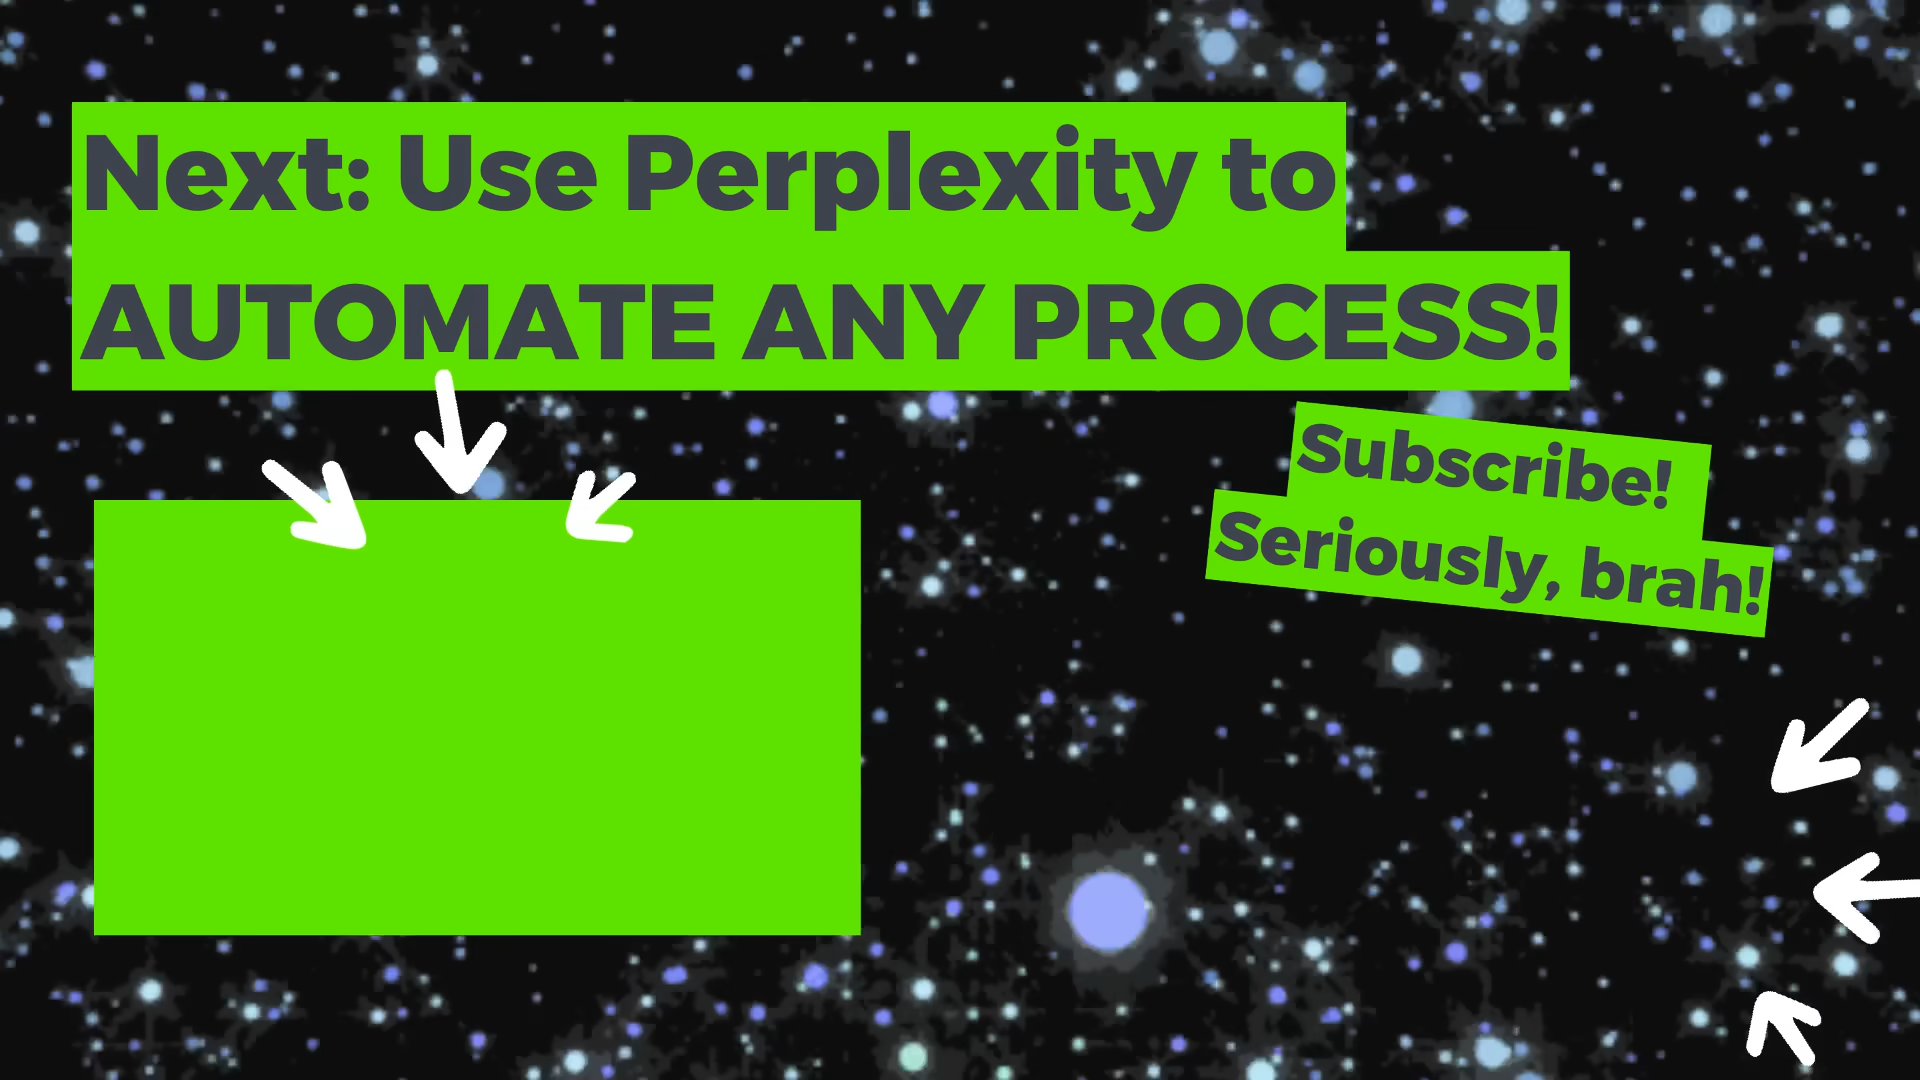 Next: Use Perplexity to
AUTOMATE ANY PROCESS!
Subscribe!
Seriously, brah!